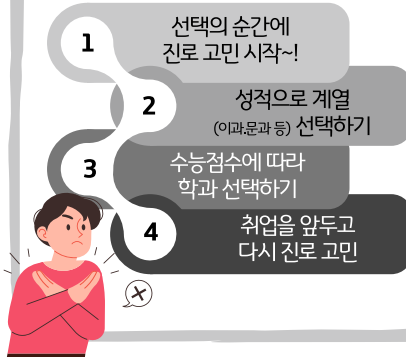 1
선택의 순간에
진로 고민 시작~!
2
성적으로 계열
(이과.문과 등) 선택하기
3
수능점수에 따라
학과 선택하기
4
취업을 앞두고
다시 진로 고민